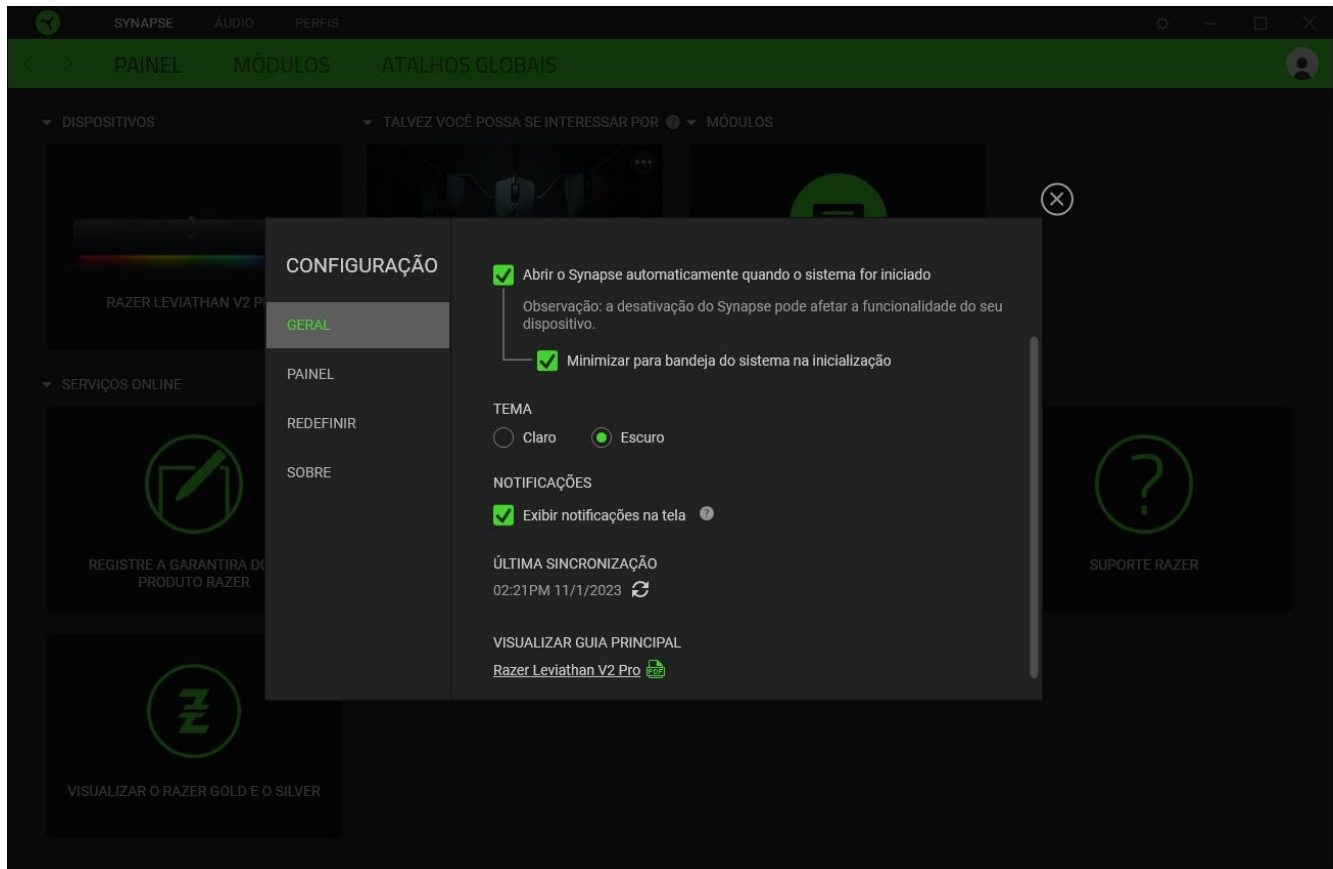 SYNAPSE ÁUDIO PERFIS
PAINEL MÓDULOS ATALHOS GLOBAIS
DISPOSITIVOS
TALVEZ VOCÊ POSSA SE INTERESSAR POR
MÓDULOS
RAZER LEVIATHAN V2 P
SERVIÇOS ONLINE
REGISTRE A GARANTIRA DO
PRODUTO RAZER
SUPORTE RAZER
VISUALIZAR O RAZER GOLD E O SILVER
CONFIGURAÇÃO
GERAL
PAINEL
REDEFINIR
SOBRE
Abrir o Synapse automaticamente quando o sistema for iniciado
Observação: a desativação do Synapse pode afetar a funcionalidade do seu
dispositivo.
Minimizar para bandeja do sistema na inicialização
TEMA
Claro Escuro
NOTIFICAÇÕES
Exibir notificações na tela
ÚLTIMA SINCRONIZAÇÃO
02:21PM 11/1/2023
VISUALIZAR GUIA PRINCIPAL
Razer Leviathan V2 Pro PDF